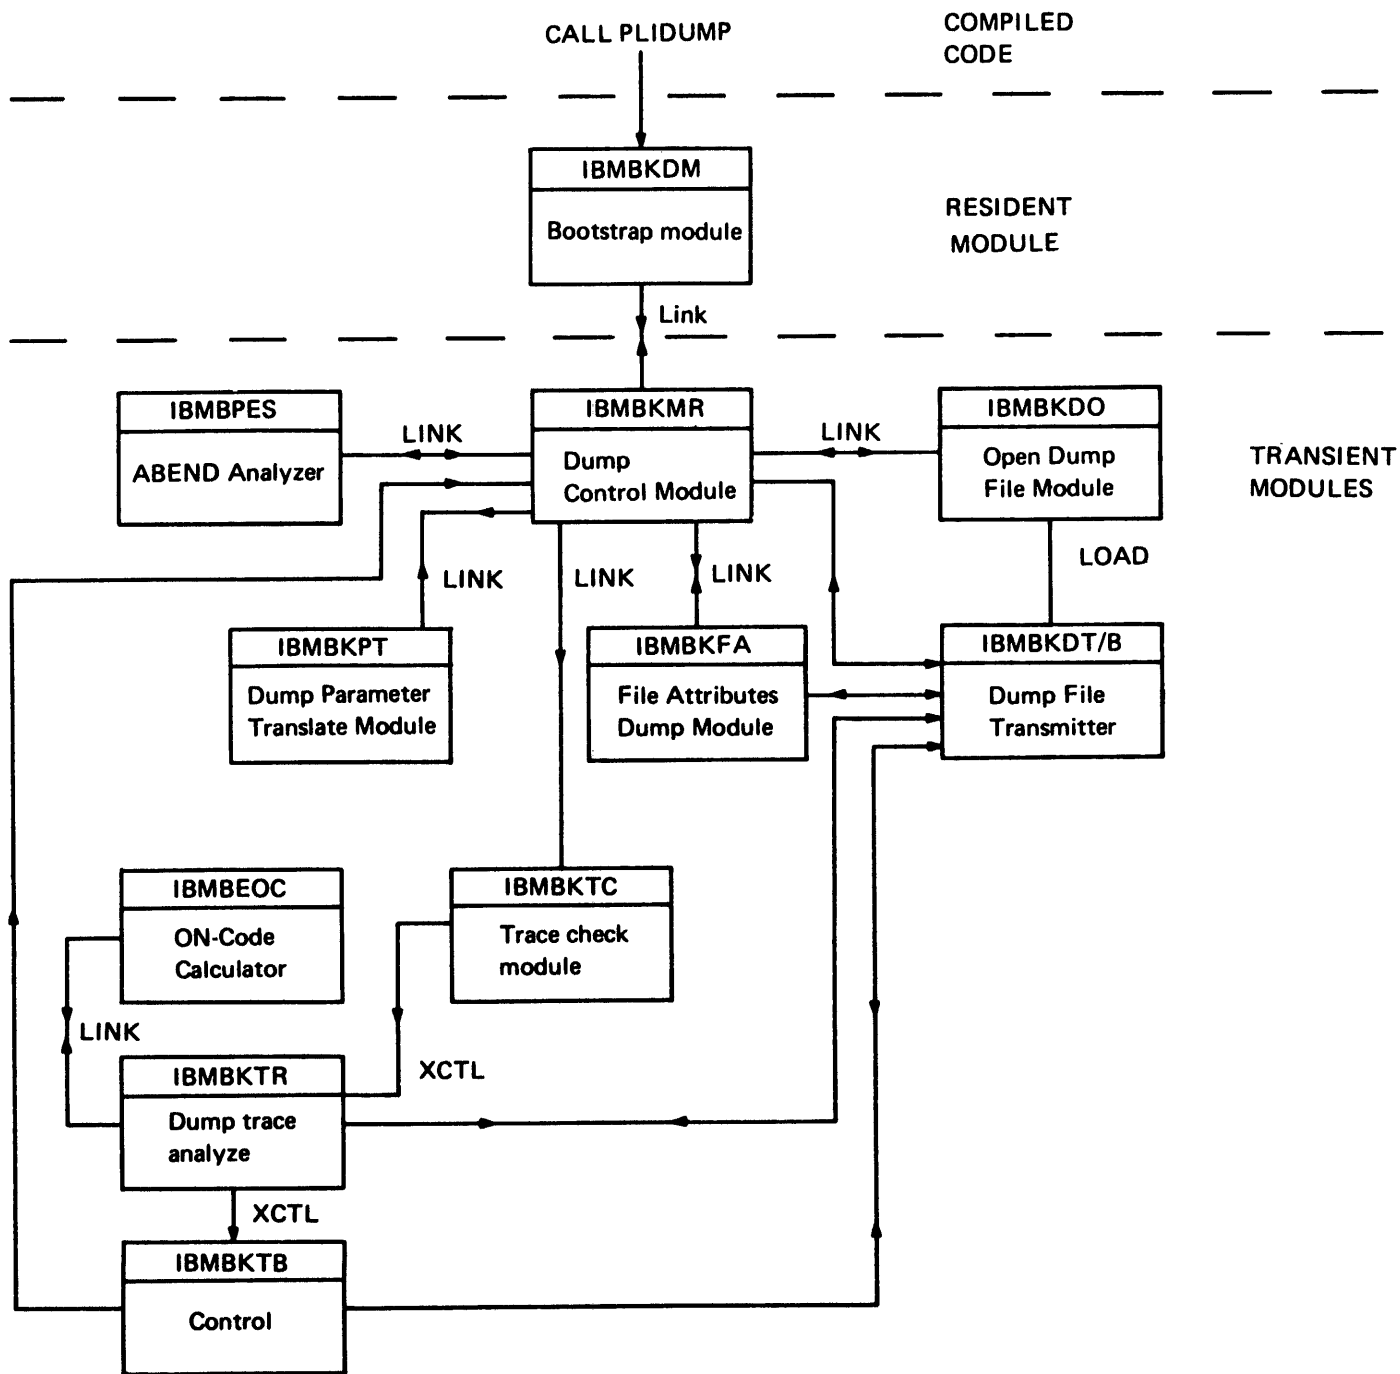 CALL PLIDUMP
COMPILED
CODE
IBMBKDM
Bootstrap module
RESIDENT
MODULE
Link
IBMBPES
ABEND Analyzer
LINK
IBMBKMR
Dump
Control Module
LINK
IBMBKDO
Open Dump
File Module
TRANSIENT
MODULES
LINK
LINK
LINK
LOAD
IBMBKPT
Dump Parameter
Translate Module
IBMBKFA
File Attributes
Dump Module
IBMBKDT/B
Dump File
Transmitter
IBMBEOC
ON-Code
Calculator
IBMBKTC
Trace check
module
LINK
XCTL
IBMBKTR
Dump trace
analyze
XCTL
IBMBKTB
Control